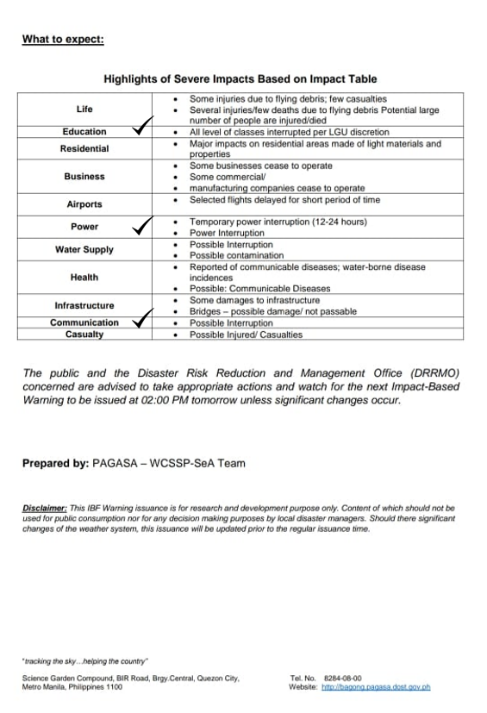 What to expect:
Highlights of Severe Impacts Based on Impact Table
Life
• Some injuries due to flying debris; few casualties
• Several injuries/few deaths due to flying debris Potential large
number of people are injured/died
Education
• All level of classes interrupted per LGU discretion
Residential
• Major impacts on residential areas made of light materials and
properties
Business
• Some businesses cease to operate
• Some commercial/
• manufacturing companies cease to operate
Airports
• Selected flights delayed for short period of time
Power
• Temporary power interruption (12-24 hours)
• Power Interruption
Water Supply
• Possible Interruption
• Possible contamination
Health
• Reported of communicable diseases; water-borne disease
incidences
• Possible: Communicable Diseases
Infrastructure
• Some damages to infrastructure
• Bridges – possible damage/ not passable
Communication
• Possible Interruption
Casualty
• Possible Injured/ Casualties
The public and the Disaster Risk Reduction and Management Office (DRRMO)
concerned are advised to take appropriate actions and watch for the next Impact-Based
Warning to be issued at 02:00 PM tomorrow unless significant changes occur.
Prepared by: PAGASA – WCSSP-SeA Team
Disclaimer: This IBF Warning issuance is for research and development purpose only. Content of which should not be
used for public consumption nor for any decision making purposes by local disaster managers. Should there significant
changes of the weather system, this issuance will be updated prior to the regular issuance time.
"tracking the sky...helping the country"
Science Garden Compound, BIR Road, Brgy.Central, Quezon City,
Metro Manila, Philippines 1100
Tel. No. 8284-08-00
Website: http://bagong.pagasa.dost.gov.ph